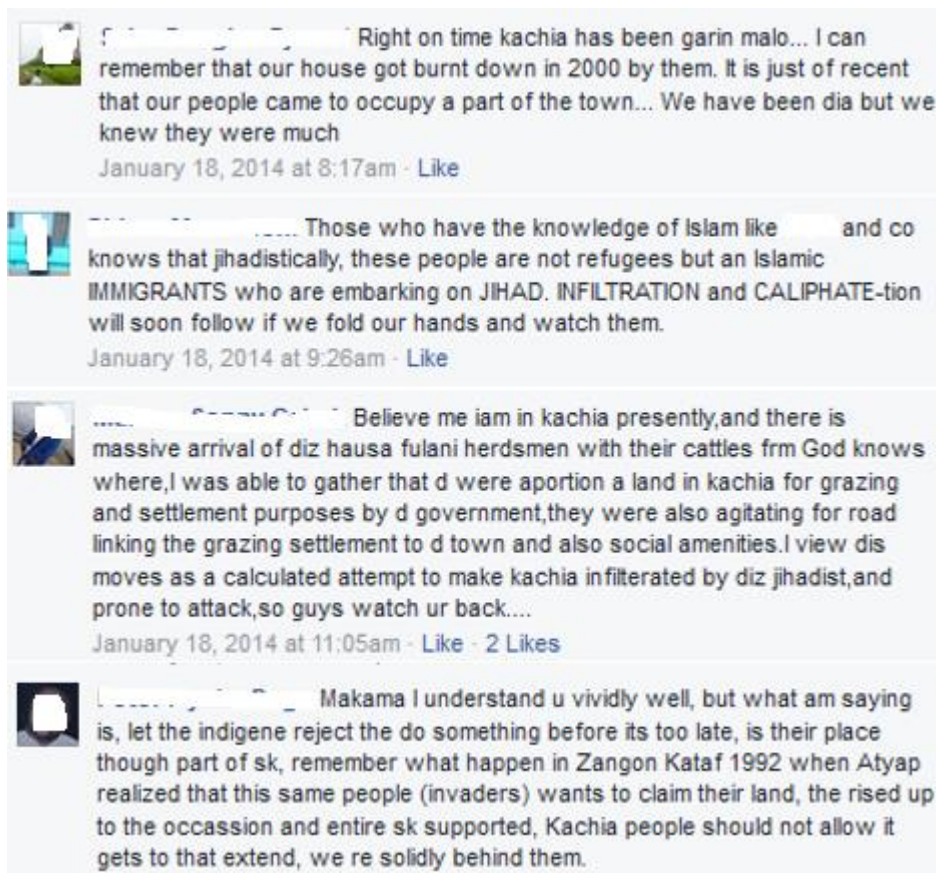 Right on time kachia has been garin malo... I can
remember that our house got burnt down in 2000 by them. It is just of recent
that our people came to occupy a part of the town... We have been dia but we
knew they were much
January 18, 2014 at 8:17am · Like
Those who have the knowledge of Islam like and co
knows that jihadistically, these people are not refugees but an Islamic
IMMIGRANTS who are embarking on JIHAD. INFILTRATION and CALIPHATE-tion
will soon follow if we fold our hands and watch them.
January 18, 2014 at 9:26am · Like
Believe me iam in kachia presently,and there is
massive arrival of diz hausa fulani herdsmen with their cattles frm God knows
where,I was able to gather that d were apportion a land in kachia for grazing
and settlement purposes by d government,they were also agitating for road
linking the grazing settlement to d town and also social amenities.I view dis
moves as a calculated attempt to make kachia infilterated by diz jihadist,and
prone to attack,so guys watch ur back....
January 18, 2014 at 11:05am · Like · 2 Likes
Makama I understand u vividly well, but what am saying
is, let the indigene reject the do something before its too late, is their place
though part of sk, remember what happen in Zangon Kataf 1992 when Atyap
realized that this same people (invaders) wants to claim their land, the rised up
to the occassion and entire sk supported, Kachia people should not allow it
gets to that extend, we re solidly behind them.